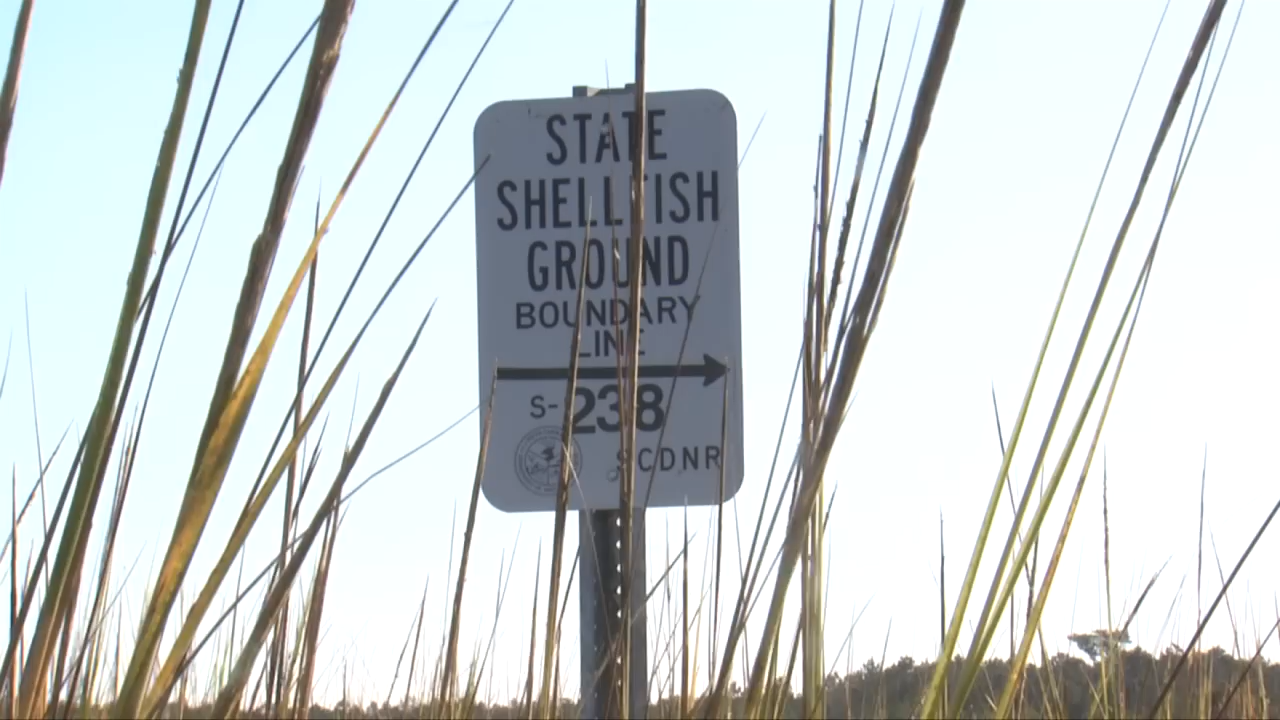 STATE
SHELLFISH
GROUND
BOUNDARY
LINE
S-238
SCDNR